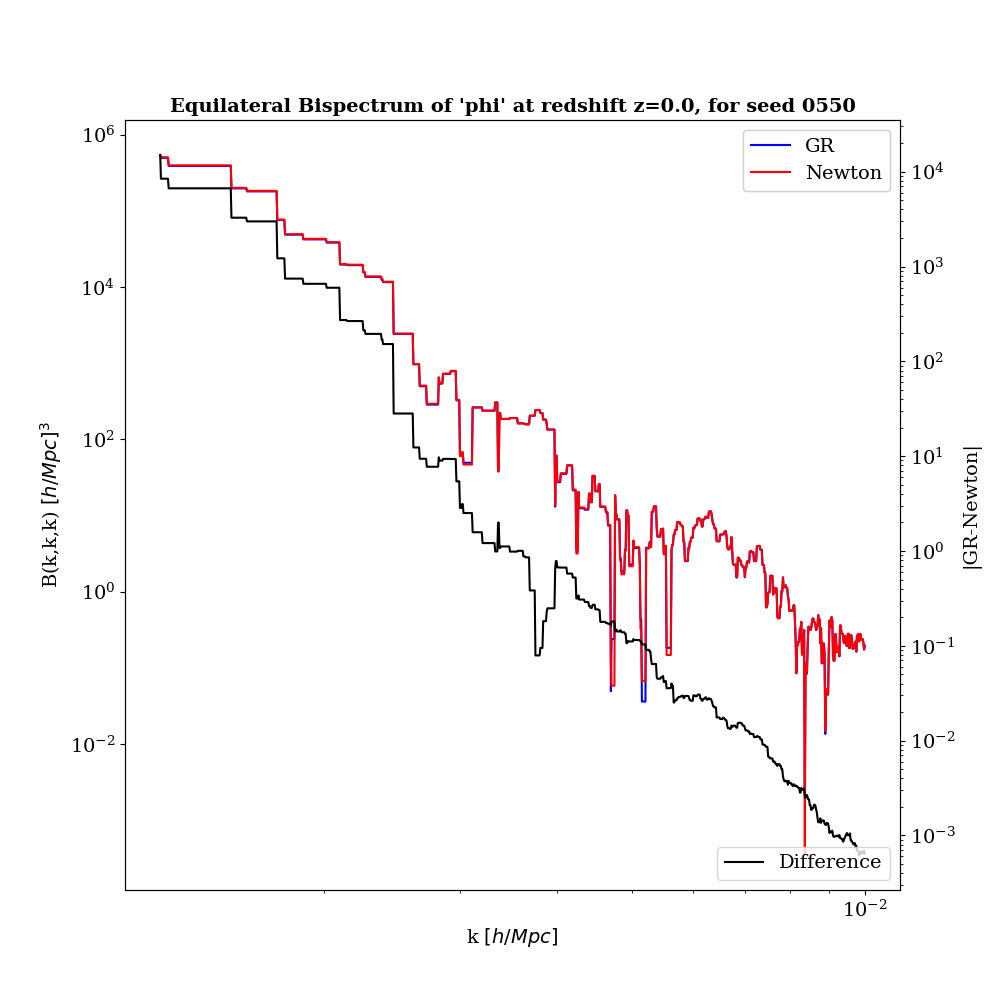 Equilateral Bispectrum of 'phi' at redshift z=0.0, for seed 0550
GR
Newton
10^6
10^4
10^2
10^0
10^-2
B(k,k,k) [h/Mpc]^3
10^4
10^3
10^2
10^1
10^0
10^-1
10^-2
10^-3
|GR-Newton|
Difference
10^-2
k [h/Mpc]